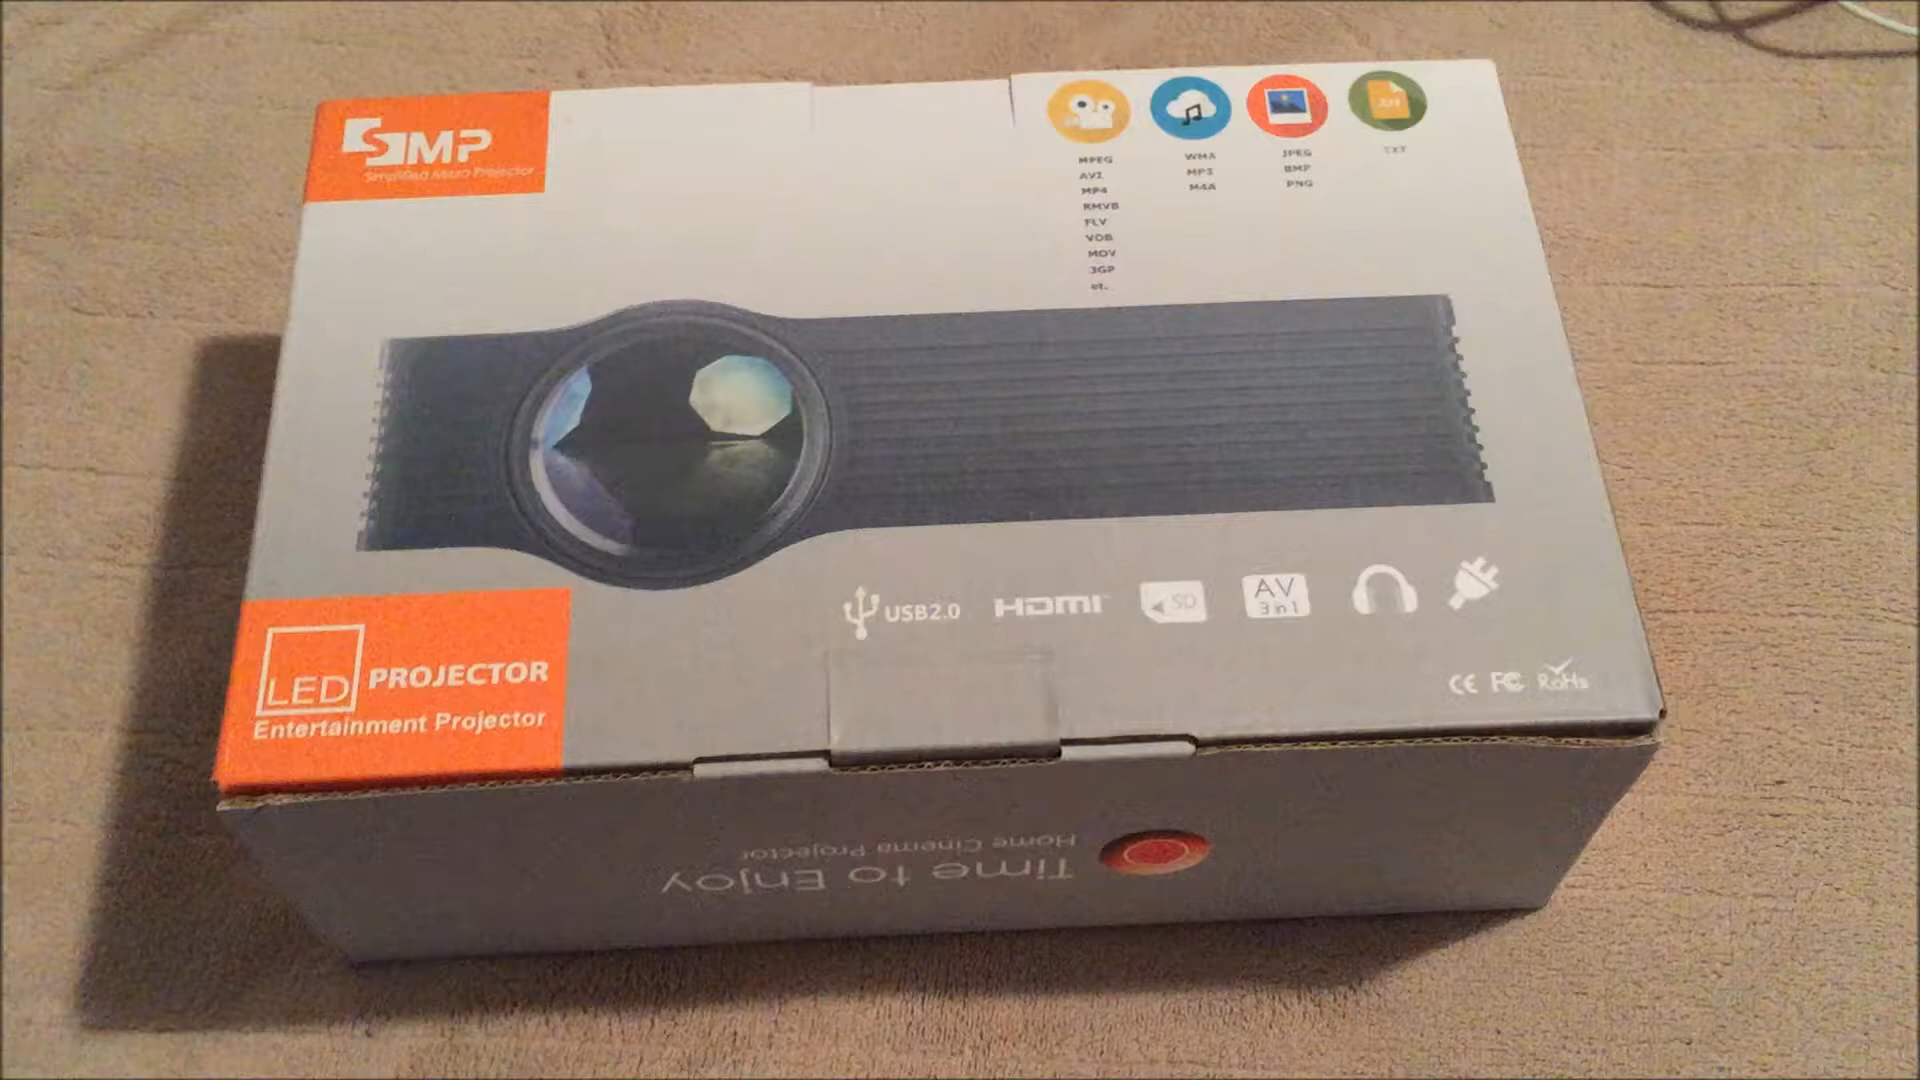 SMP
Simplified Micro Projector
MPEG
AVI
MP4
RMVB
FLV
VOB
MOV
3GP
et.
WMA
MP3
M4A
JPEG
BMP
PNG
TXT
USB2.0
HDMI
SD
AV
3 in 1
CE FC RoHs
LED PROJECTOR
Entertainment Projector
Time to Enjoy
Home Cinema Projector